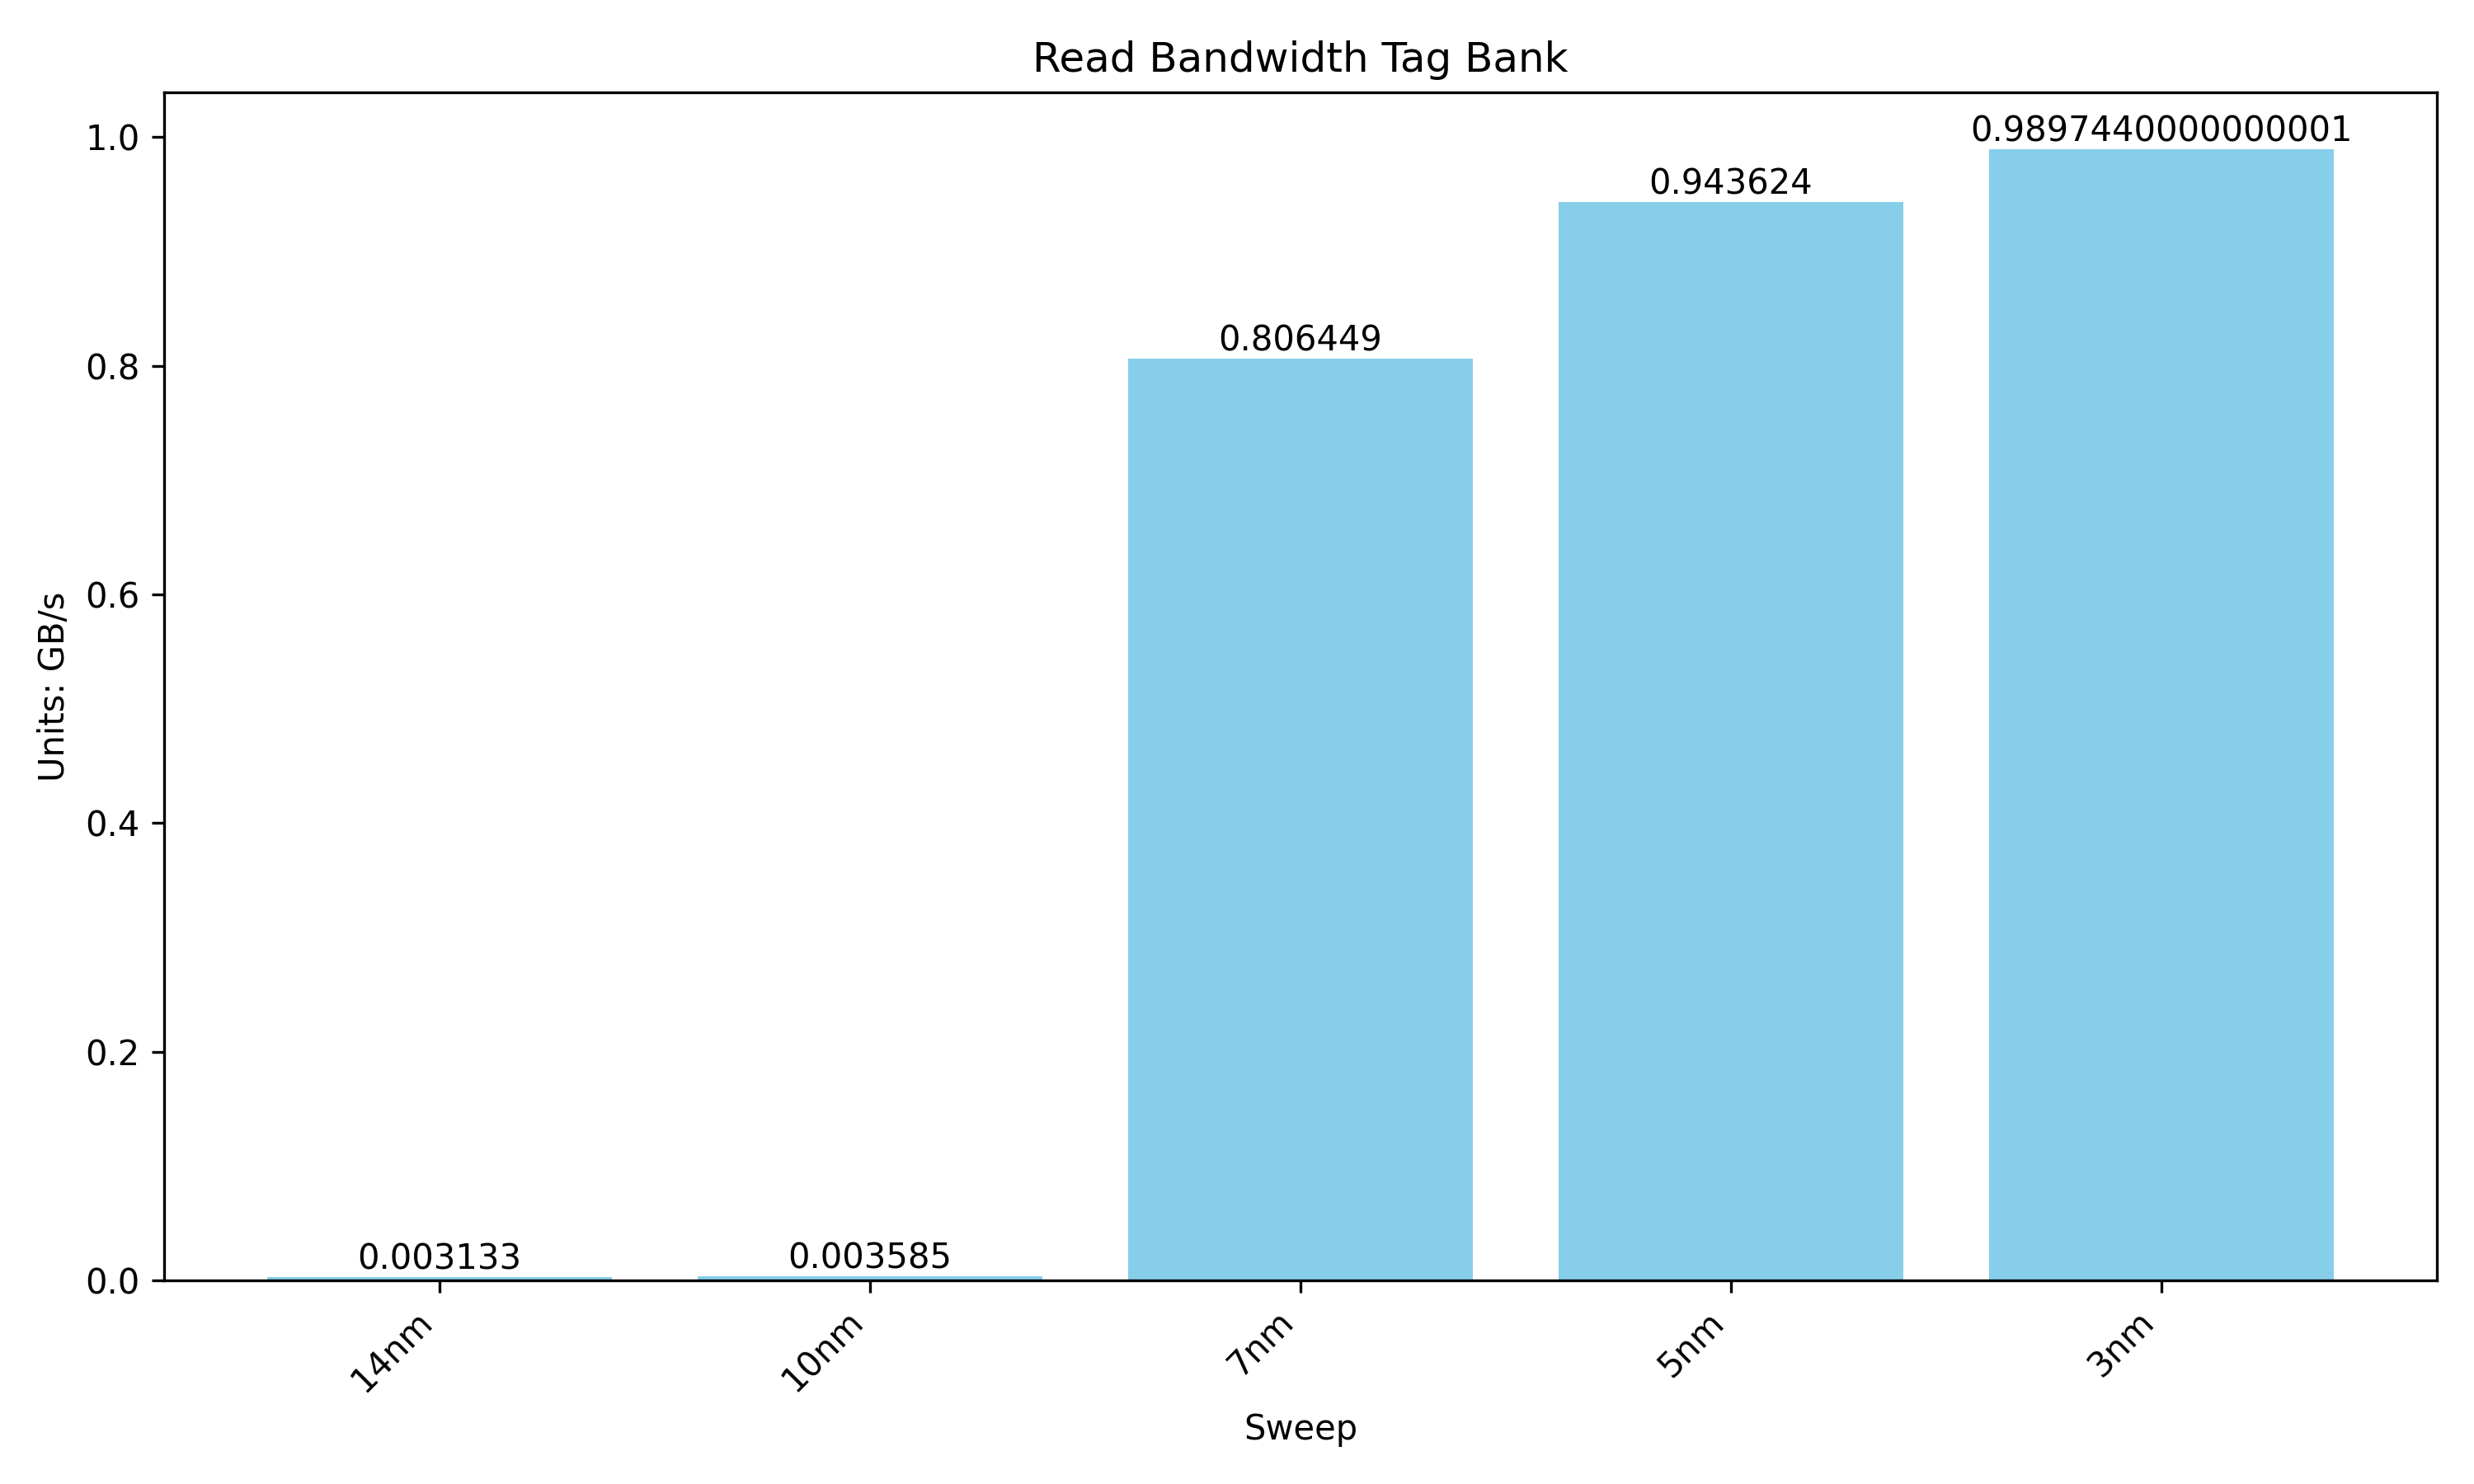 Read Bandwidth Tag Bank
Units: GB/s
1.0
0.8
0.6
0.4
0.2
0.0
0.003133
0.003585
0.806449
0.943624
0.9897440000000001
14nm
10nm
7nm
5nm
3nm
Sweep